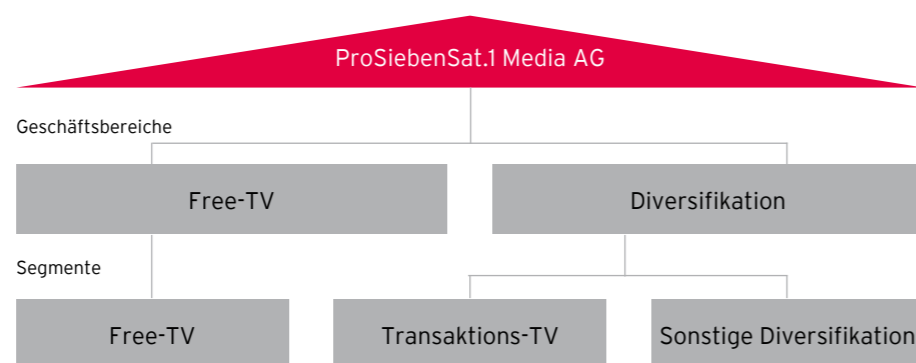 ProSiebenSat.1 Media AG
Geschäftsbereiche
Free-TV
Diversifikation
Segmente
Free-TV
Transaktions-TV
Sonstige Diversifikation